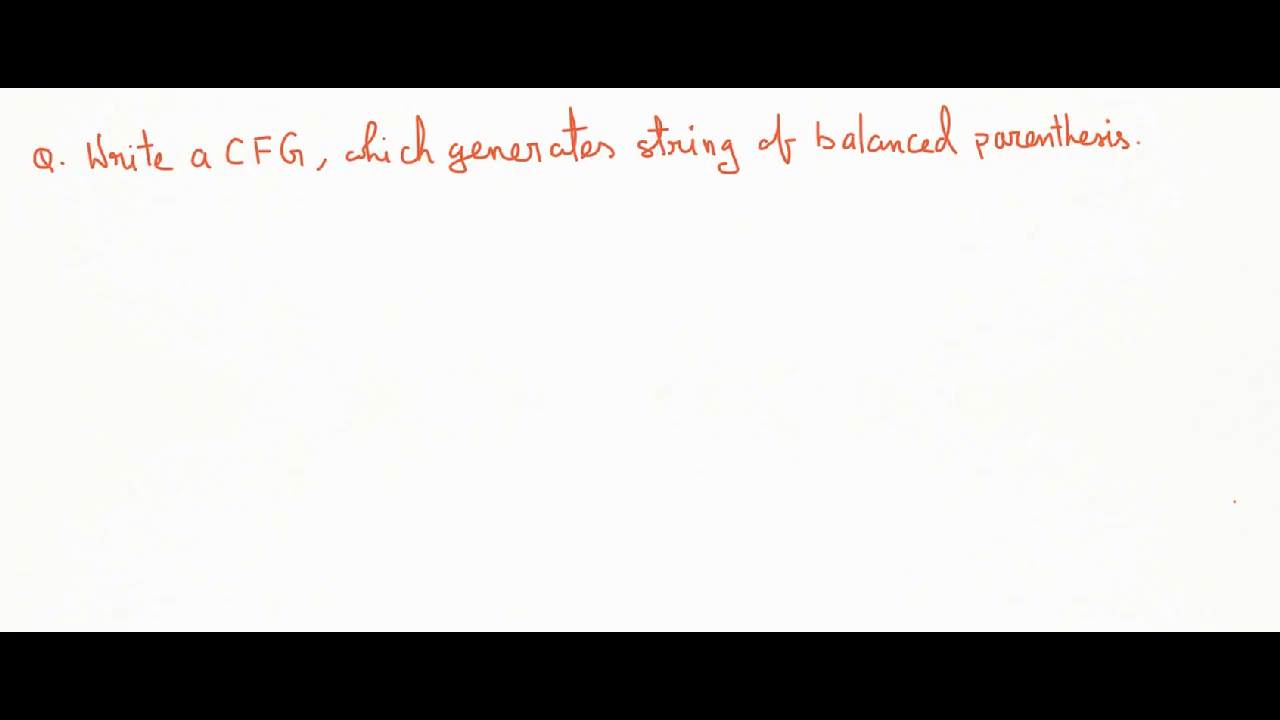 Q. Write a CFG, which generates string of balanced parenthesis.